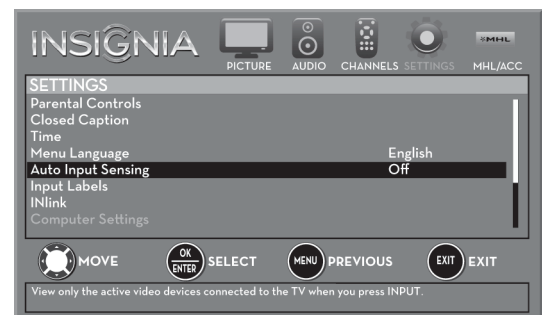 INSIGNIA
PICTURE AUDIO CHANNELS SETTINGS MHL MHL/ACC
SETTINGS
Parental Controls
Closed Caption
Time
Menu Language English
Auto Input Sensing Off
Input Labels
INlink
Computer Settings
MOVE OK ENTER SELECT MENU PREVIOUS EXIT EXIT
View only the active video devices connected to the TV when you press INPUT.